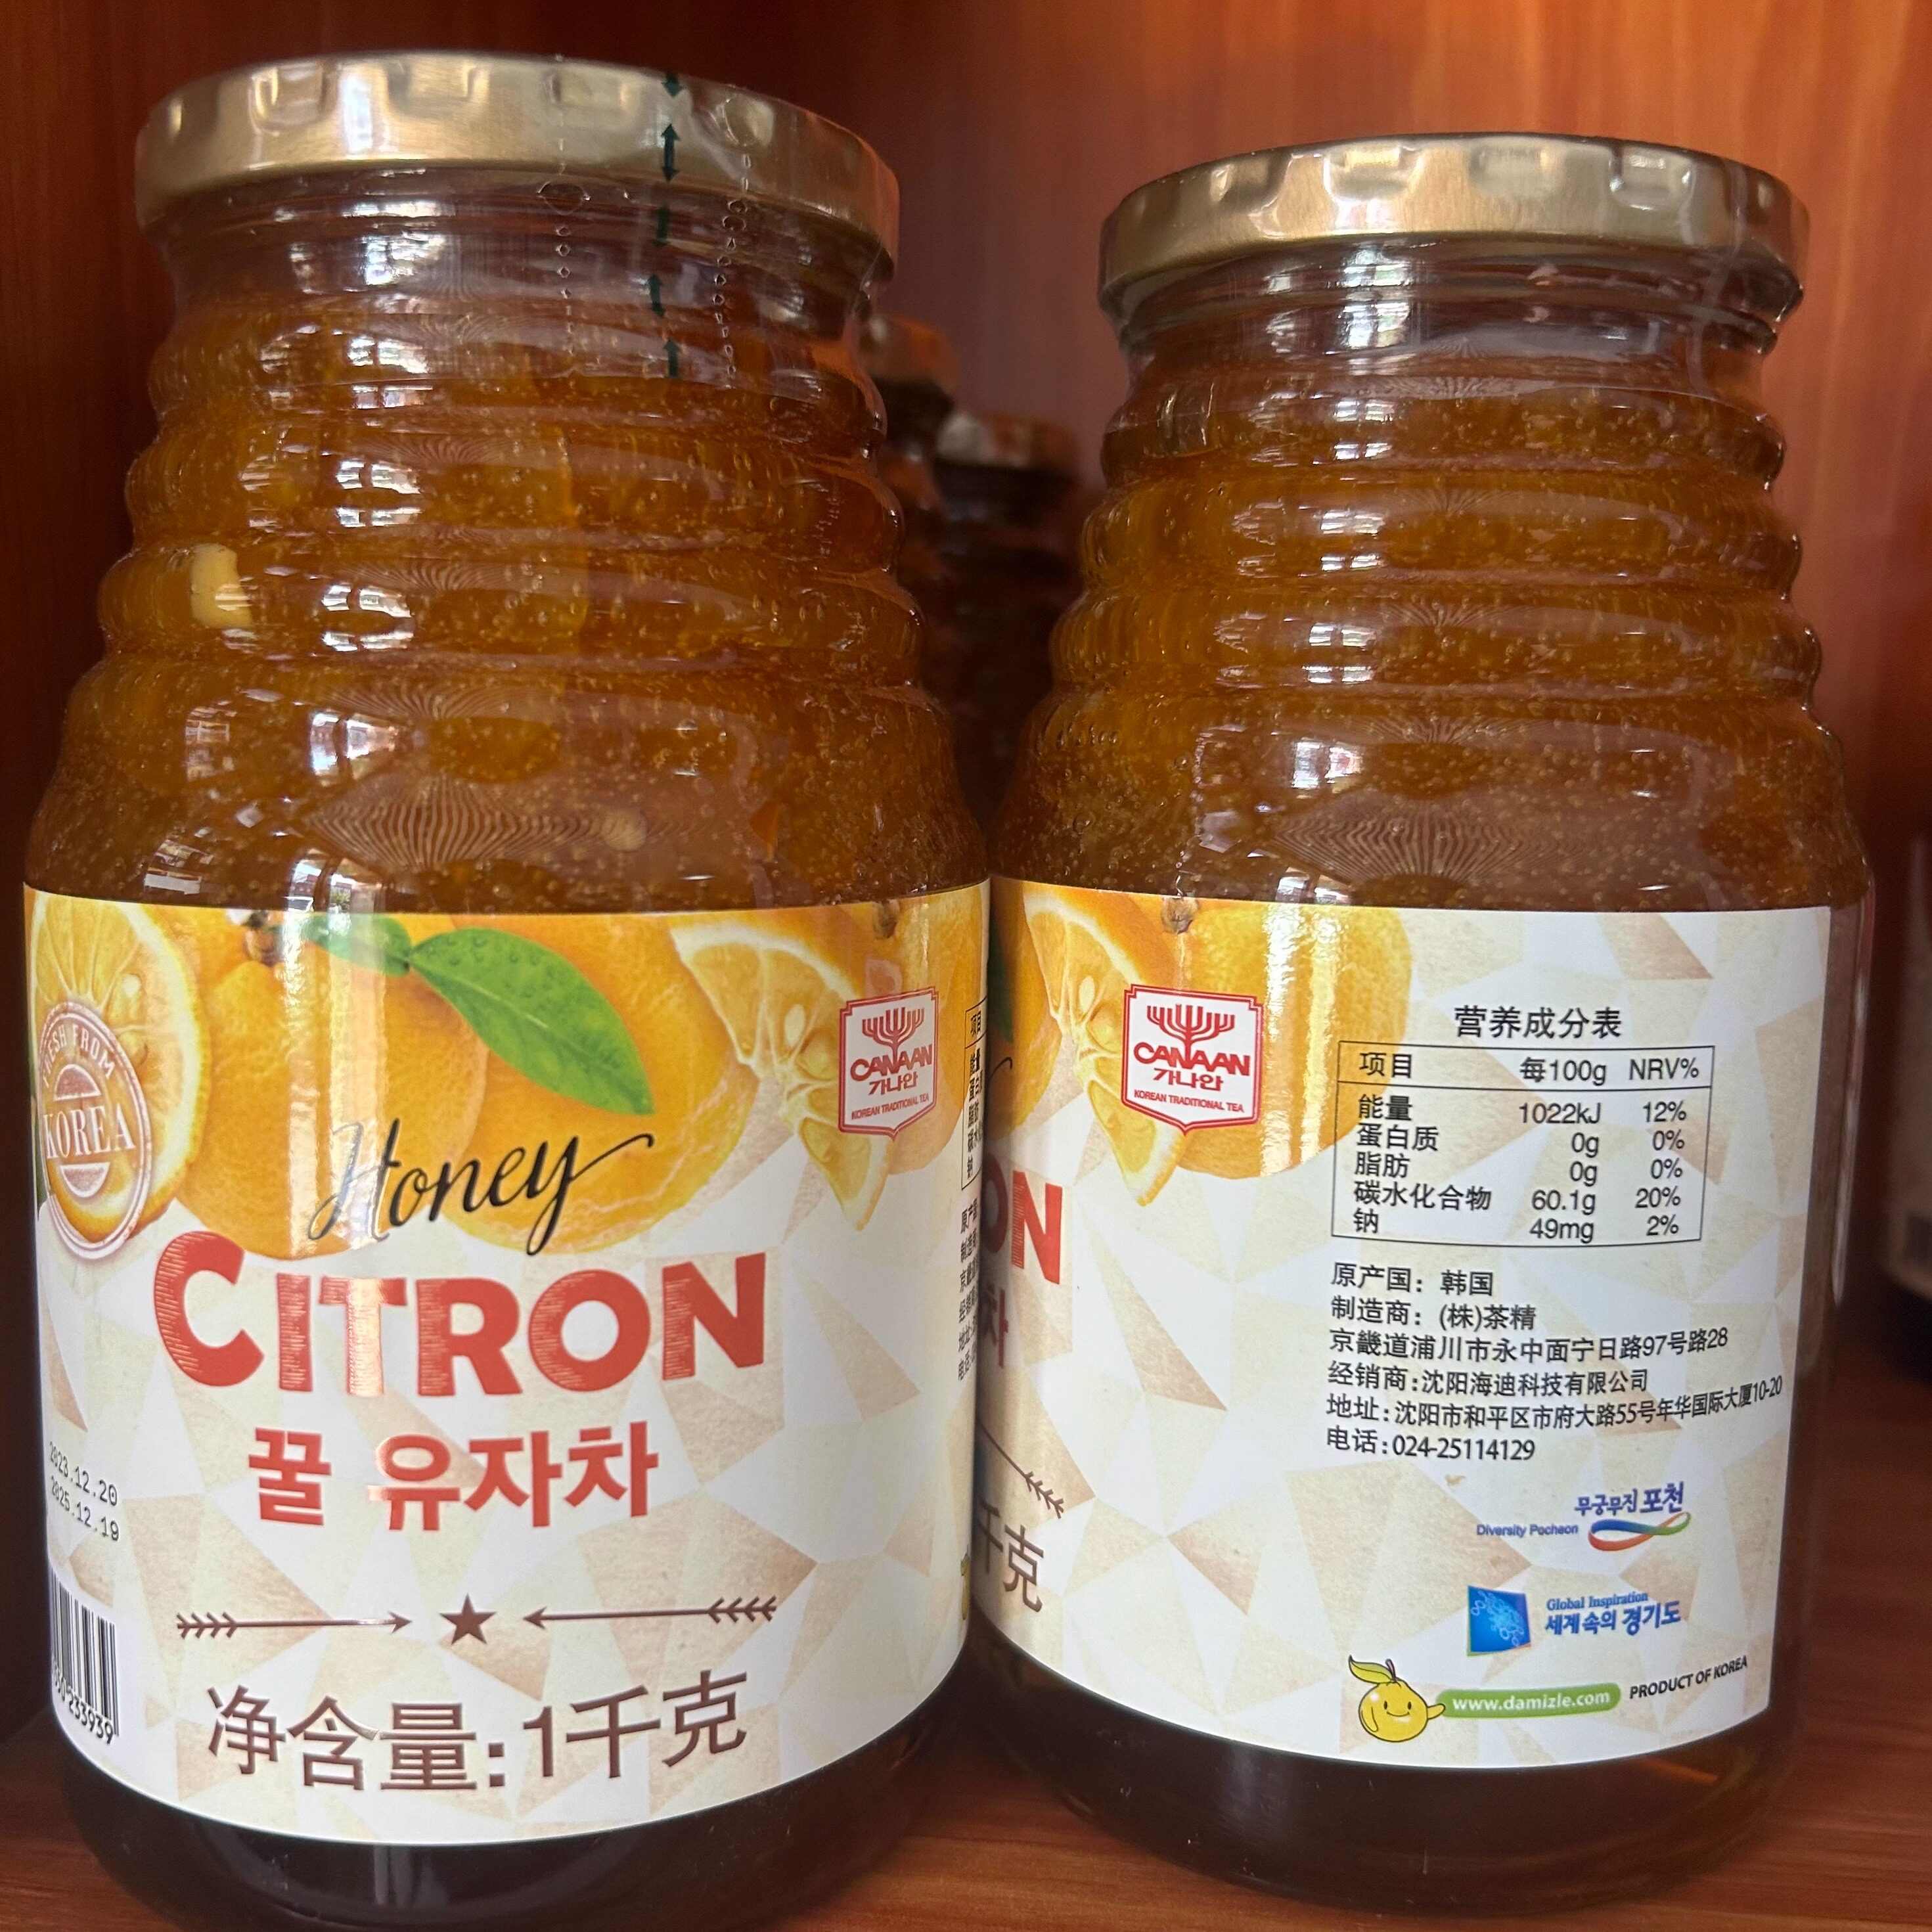 FRESH FROM
KOREA
CANAAN
가나안
KOREAN TRADITIONAL TEA
Honey
CITRON
꿀 유자차
2023.12.20
2025.12.19
净含量:1千克
233939
CANAAN
가나안
KOREAN TRADITIONAL TEA
ON
차
千克
营养成分表
项目 每100g NRV%
能量 1022kJ 12%
蛋白质 0g 0%
脂肪 0g 0%
碳水化合物 60.1g 20%
钠 49mg 2%
原产国：韩国
制造商：(株)茶精
京畿道浦川市永中面宁日路97号路28
经销商:沈阳海迪科技有限公司
地址:沈阳市和平区市府大路55号年华国际大厦10-20
电话:024-25114129
무궁무진 포천
Diversity Pocheon
Global Inspiration
세계 속의 경기도
www.damizle.com PRODUCT OF KOREA